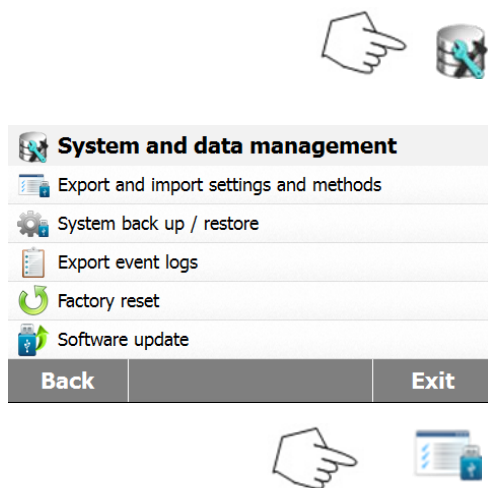 System and data management
Export and import settings and methods
System back up / restore
Export event logs
Factory reset
Software update
Back Exit